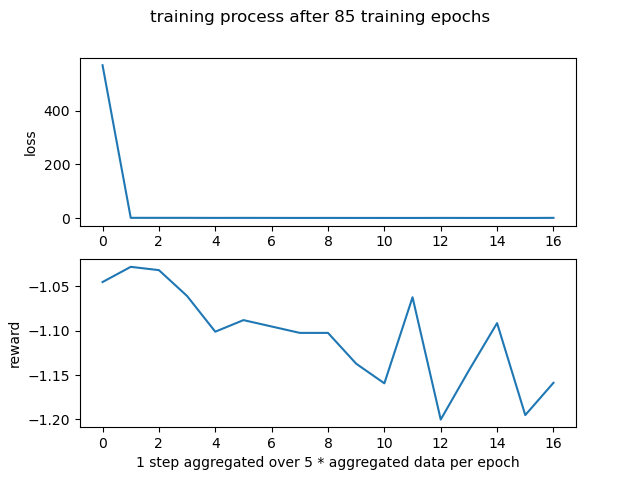 training process after 85 training epochs
loss
400
200
0
0 2 4 6 8 10 12 14 16
reward
−1.05
−1.10
−1.15
−1.20
0 2 4 6 8 10 12 14 16
1 step aggregated over 5 * aggregated data per epoch